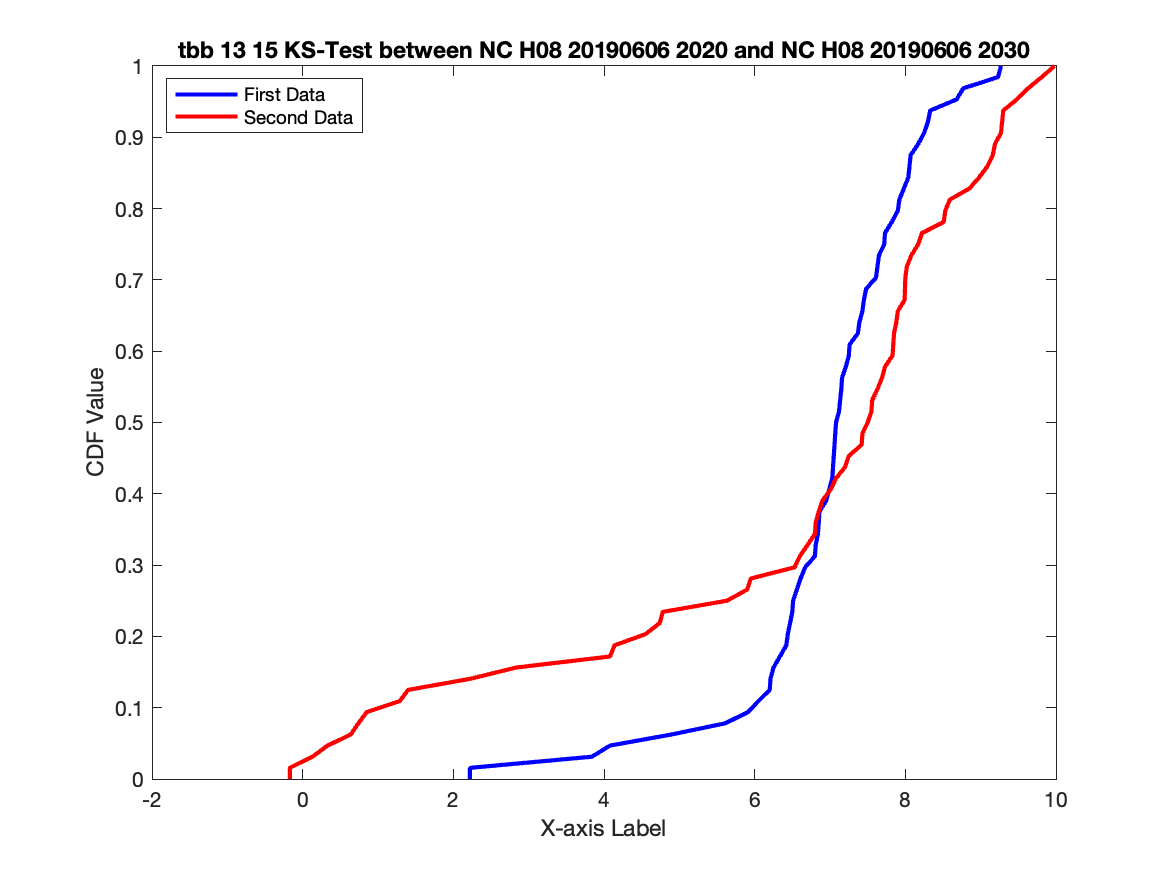 tbb 13 15 KS-Test between NC H08 20190606 2020 and NC H08 20190606 2030
First Data
Second Data
1
0.9
0.8
0.7
0.6
0.5
0.4
0.3
0.2
0.1
0
CDF Value
-2 0 2 4 6 8 10
X-axis Label